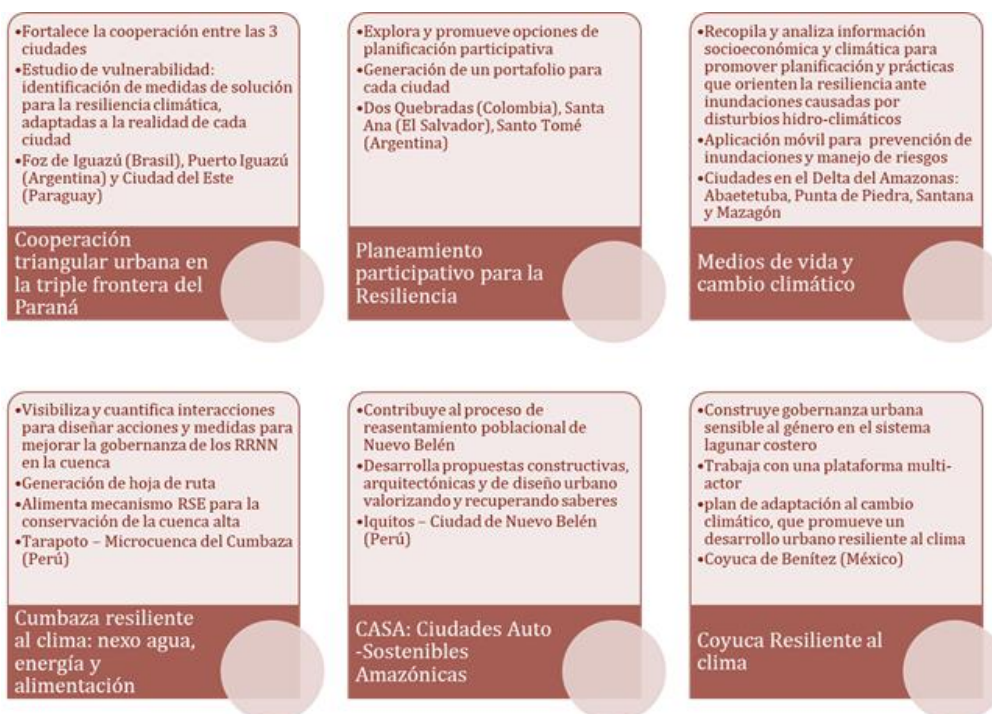 •Fortalece la cooperación entre las 3
ciudades
•Estudio de vulnerabilidad:
identificación de medidas de solución
para la resiliencia climática,
adaptadas a la realidad de cada
ciudad
•Foz de Iguazú (Brasil), Puerto Iguazú
(Argentina) y Ciudad del Este
(Paraguay)
Cooperación
triangular urbana en
la triple frontera del
Paraná
•Explora y promueve opciones de
planificación participativa
•Generación de un portafolio para
cada ciudad
•Dos Quebradas (Colombia), Santa
Ana (El Salvador), Santo Tomé
(Argentina)
Planeamiento
participativo para la
Resiliencia
•Recopila y analiza información
socioeconómica y climática para
promover planificación y prácticas
que orienten la resiliencia ante
inundaciones causadas por
disturbios hidro-climáticos
•Aplicación móvil para prevención de
inundaciones y manejo de riesgos
•Ciudades en el Delta del Amazonas:
Abaetetuba, Punta de Piedra, Santana
y Mazagón
Medios de vida y
cambio climático
•Visibiliza y cuantifica interacciones
para diseñar acciones y medidas para
mejorar la gobernanza de los RRNN
en la cuenca
•Generación de hoja de ruta
•Alimenta mecanismo RSE para la
conservación de la cuenca alta
•Tarapoto – Microcuenca del Cumbaza
(Perú)
Cumbaza resiliente
al clima: nexo agua,
energía y
alimentación
•Contribuye al proceso de
reasentamiento poblacional de
Nuevo Belén
•Desarrolla propuestas constructivas,
arquitectónicas y de diseño urbano
valorizando y recuperando saberes
•Iquitos – Ciudad de Nuevo Belén
(Perú)
CASA: Ciudades Auto
-Sostenibles
Amazónicas
•Construye gobernanza urbana
sensible al género en el sistema
lagunar costero
•Trabaja con una plataforma multi-
actor
•plan de adaptación al cambio
climático, que promueve un
desarrollo urbano resiliente al clima
•Coyuca de Benítez (México)
Coyuca Resiliente al
clima